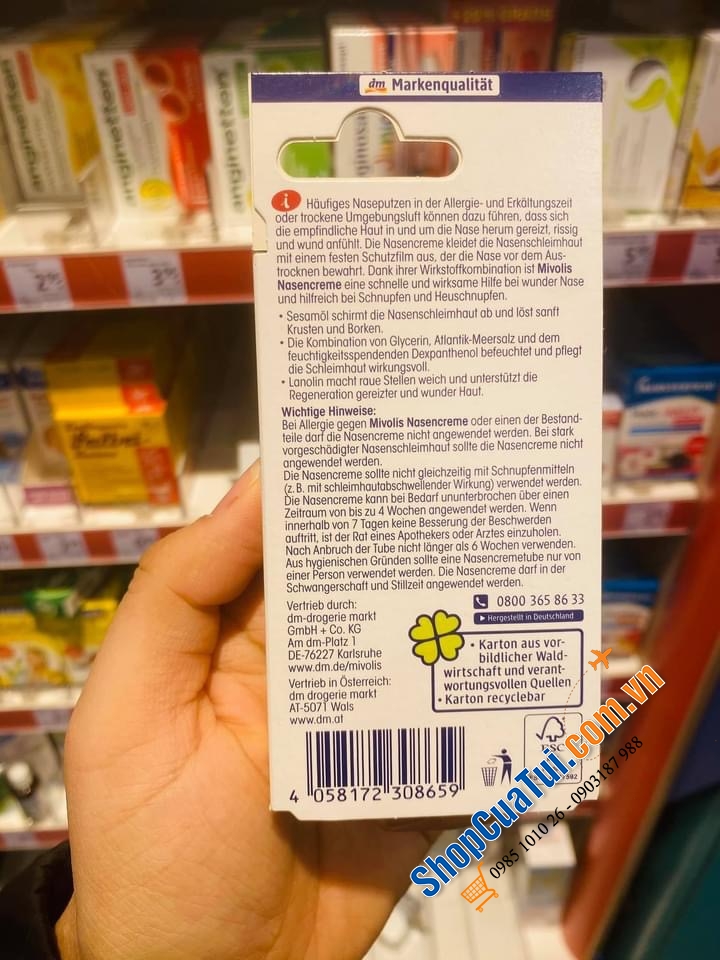 dm Markenqualität
Häufiges Naseputzen in der Allergie- und Erkältungszeit
oder trockene Umgebungsluft können dazu führen, dass sich
die empfindliche Haut in und um die Nase herum gereizt, rissig
und wund anfühlt. Die Nasencreme kleidet die Nasenschleimhaut
mit einem festen Schutzfilm aus, der die Nase vor dem Aus-
trocknen bewahrt. Dank ihrer Wirkstoffkombination ist Mivolis
Nasencreme eine schnelle und wirksame Hilfe bei wunder Nase
und hilfreich bei Schnupfen und Heuschnupfen.
• Sesamöl schirmt die Nasenschleimhaut ab und löst sanft
Krusten und Borken.
• Die Kombination von Glycerin, Atlantik-Meersalz und dem
feuchtigkeitsspendenden Dexpanthenol befeuchtet und pflegt
die Schleimhaut wirkungsvoll.
• Lanolin macht raue Stellen weich und unterstützt die
Regeneration gereizter und wunder Haut.
Wichtige Hinweise:
Bei Allergie gegen Mivolis Nasencreme oder einen der Bestand-
teile darf die Nasencreme nicht angewendet werden. Bei stark
vorgeschädigter Nasenschleimhaut sollte die Nasencreme nicht
angewendet werden.
Die Nasencreme sollte nicht gleichzeitig mit Schnupfenmitteln
(z. B. mit schleimhautabschwellender Wirkung) verwendet werden.
Die Nasencreme kann bei Bedarf ununterbrochen über einen
Zeitraum von bis zu 4 Wochen angewendet werden. Wenn
innerhalb von 7 Tagen keine Besserung der Beschwerden
auftritt, ist der Rat eines Apothekers oder Arztes einzuholen.
Nach Anbruch der Tube nicht länger als 6 Wochen verwenden.
Aus hygienischen Gründen sollte eine Nasencremetube nur von
einer Person verwendet werden. Die Nasencreme darf in der
Schwangerschaft und Stillzeit angewendet werden.
Vertrieb durch:
dm-drogerie markt
GmbH + Co. KG
Am dm-Platz 1
DE-76227 Karlsruhe
www.dm.de/mivolis
Vertrieb in Österreich:
dm drogerie markt
AT-5071 Wals
www.dm.at
0800 365 86 33
Hergestellt in Deutschland
• Karton aus vor-
bildlicher Wald-
wirtschaft und verant-
wortungsvollen Quellen
• Karton recyclebar
FSC
4 058172 308659
ShopCuaTui.com.vn
0985 1010 26 - 0903187 988